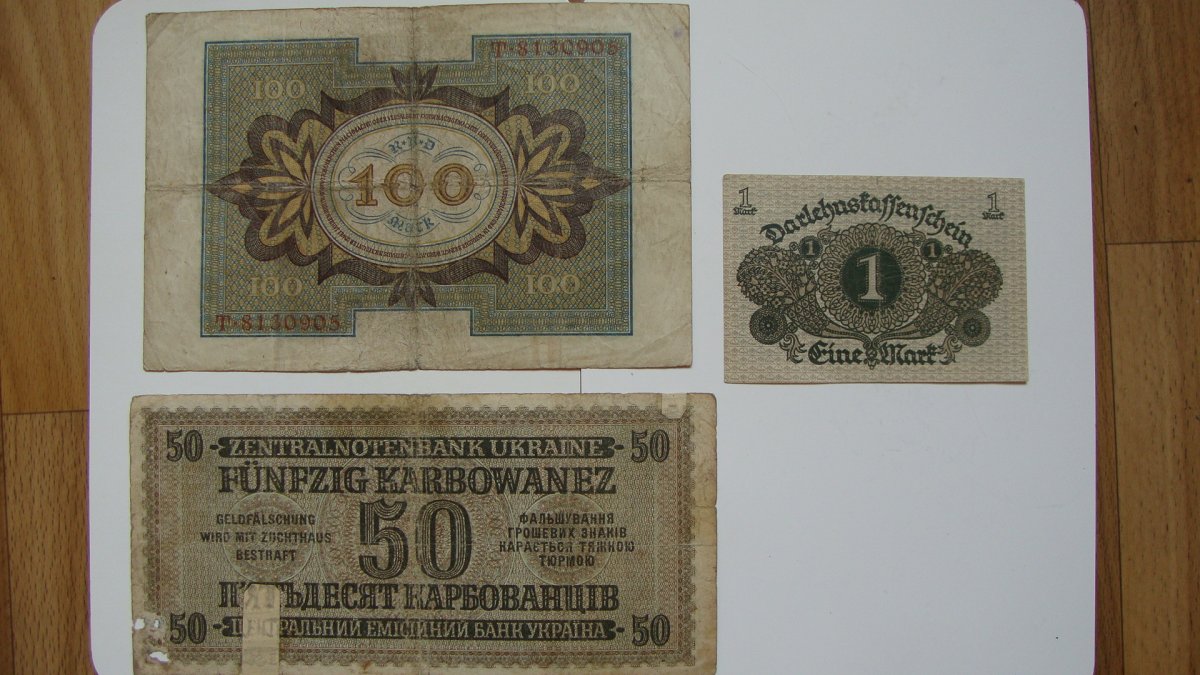 T·8130905
100 100
R·B·D
100
Mark
100 100
T·8130905
1 1
Mark Mark
Darlehnskassenschein
1 1
1
Eine Mark
50 ZENTRALNOTENBANK UKRAINE 50
FÜNFZIG KARBOWANEZ
50
GELDFÄLSCHUNG
WIRD MIT ZUCHTHAUS
BESTRAFT
ФАЛЬШУВАННЯ
ГРОШЕВИХ ЗНАКІВ
КАРАЄТЬСЯ ТЯЖКОЮ
ТЮРМОЮ
П'ЯТЬДЕСЯТ КАРБОВАНЦІВ
50 ЦЕНТРАЛЬНИЙ ЕМІСІЙНИЙ БАНК УКРАЇНА 50